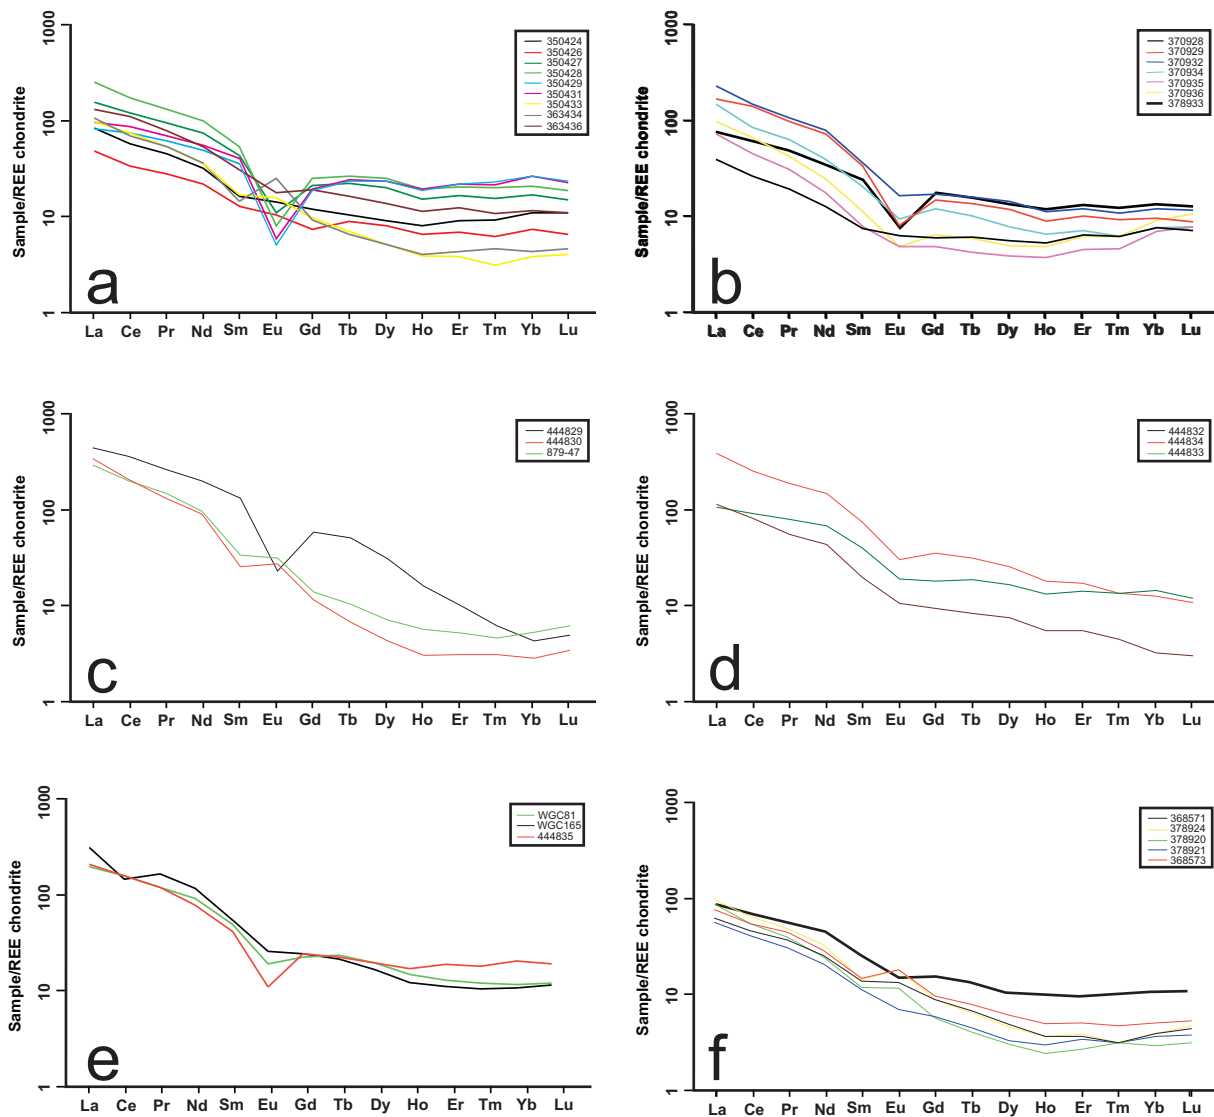 1000
100
10
1
Sample/REE chondrite
a
350424
350426
350427
350428
350429
350431
350433
363434
363436
La Ce Pr Nd Sm Eu Gd Tb Dy Ho Er Tm Yb Lu
1000
100
10
1
Sample/REE chondrite
b
370928
370929
370932
370934
370935
370936
378933
La Ce Pr Nd Sm Eu Gd Tb Dy Ho Er Tm Yb Lu
1000
100
10
1
Sample/REE chondrite
c
444829
444830
879-47
La Ce Pr Nd Sm Eu Gd Tb Dy Ho Er Tm Yb Lu
1000
100
10
1
Sample/REE chondrite
d
444832
444834
444833
La Ce Pr Nd Sm Eu Gd Tb Dy Ho Er Tm Yb Lu
1000
100
10
1
Sample/REE chondrite
e
WGC81
WGC165
444835
La Ce Pr Nd Sm Eu Gd Tb Dy Ho Er Tm Yb Lu
1000
100
10
1
Sample/REE chondrite
f
368571
378924
378920
378921
368573
La Ce Pr Nd Sm Eu Gd Tb Dy Ho Er Tm Yb Lu